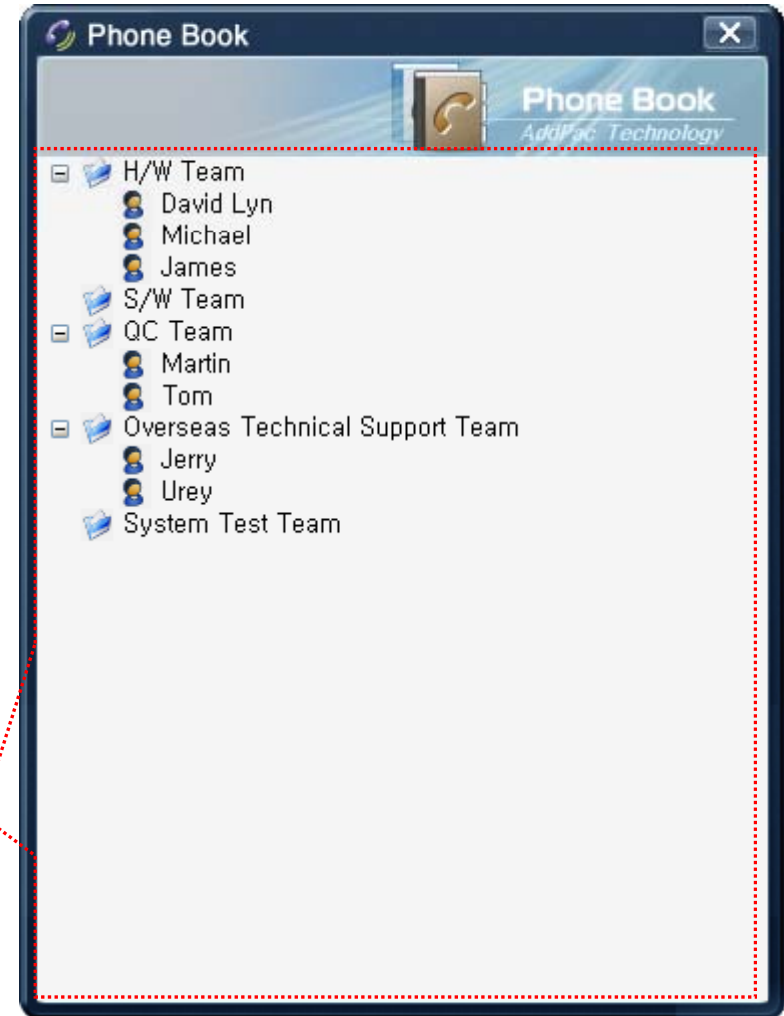 Phone Book
Phone Book
AddPac Technology
H/W Team
David Lyn
Michael
James
S/W Team
QC Team
Martin
Tom
Overseas Technical Support Team
Jerry
Urey
System Test Team